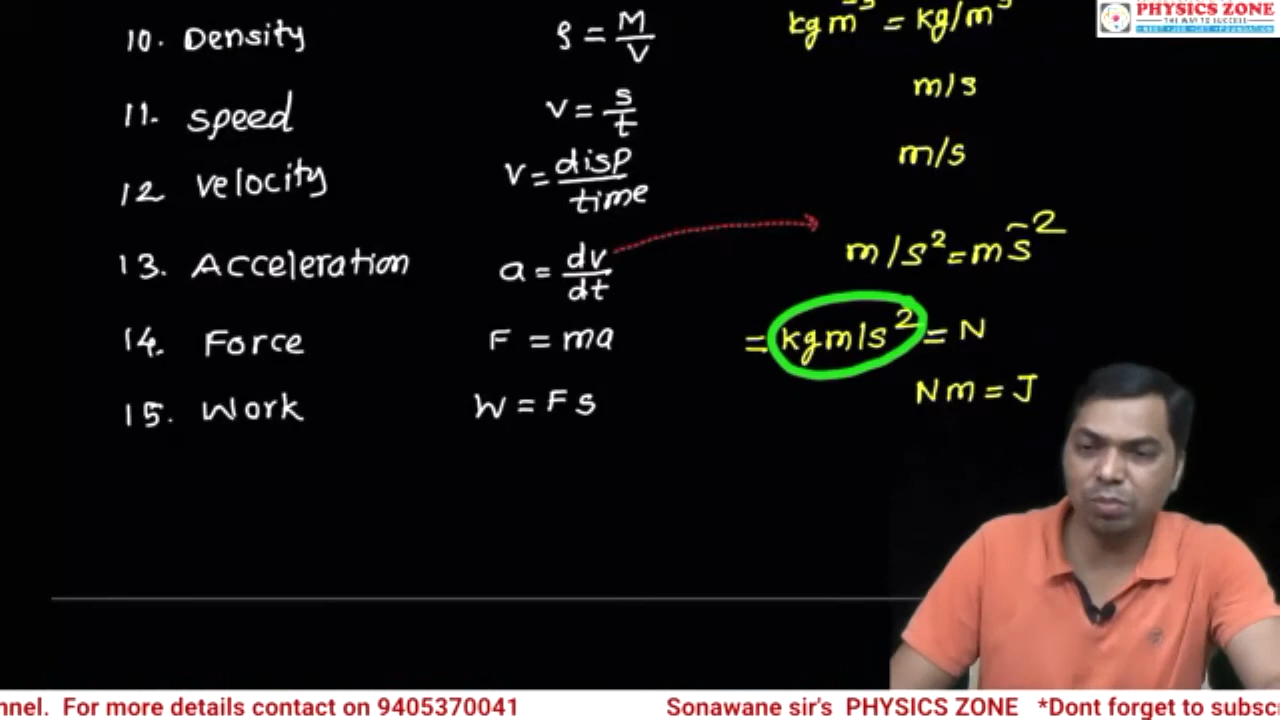 PHYSICS ZONE
10. Density ρ = M/V kgm⁻³ = kg/m³
11. speed v = s/t m/s
12 velocity v = disp/time m/s
13. Acceleration a = dv/dt m/s² = ms⁻²
14. Force F = ma = kgm/s² = N
15. Work W = F s Nm = J
nnel. For more details contact on 9405370041 Sonawane sir's PHYSICS ZONE *Dont forget to subsc